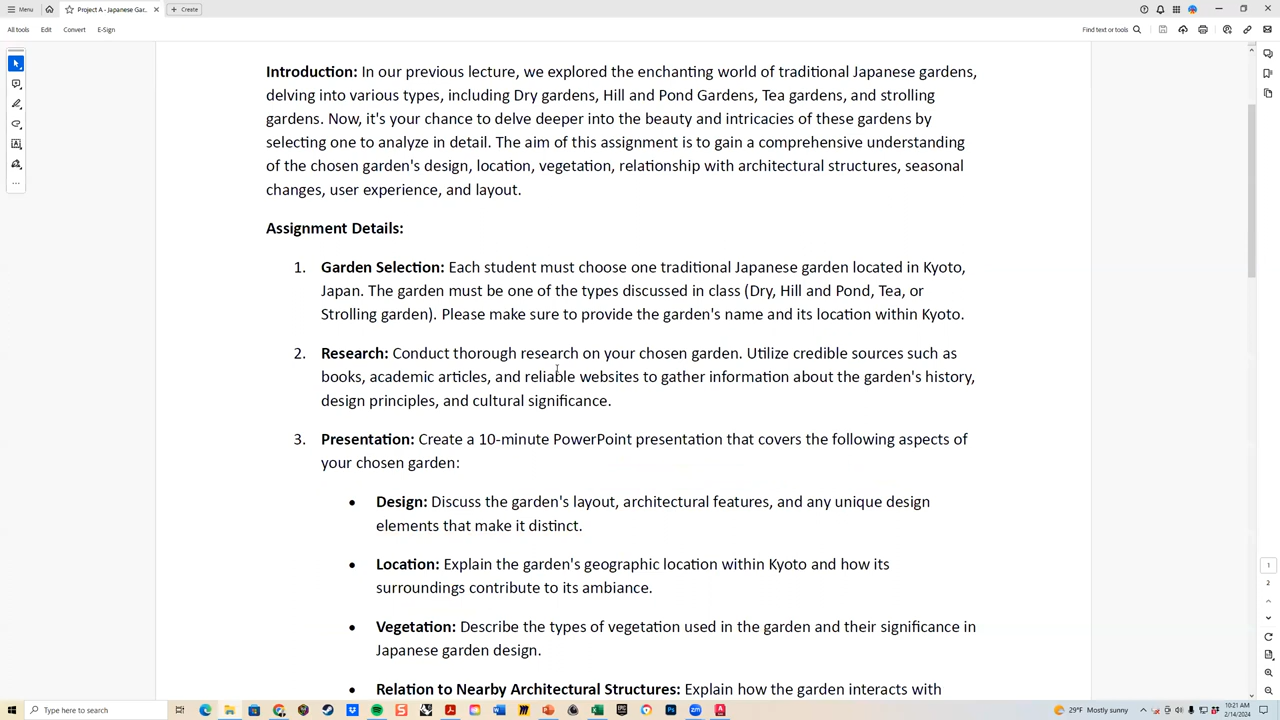 Menu
Project A - Japanese Gar...
Create
All tools
Edit
Convert
E-Sign
Find text or tools
Introduction: In our previous lecture, we explored the enchanting world of traditional Japanese gardens,
delving into various types, including Dry gardens, Hill and Pond Gardens, Tea gardens, and strolling
gardens. Now, it's your chance to delve deeper into the beauty and intricacies of these gardens by
selecting one to analyze in detail. The aim of this assignment is to gain a comprehensive understanding
of the chosen garden's design, location, vegetation, relationship with architectural structures, seasonal
changes, user experience, and layout.
Assignment Details:
1. Garden Selection: Each student must choose one traditional Japanese garden located in Kyoto,
Japan. The garden must be one of the types discussed in class (Dry, Hill and Pond, Tea, or
Strolling garden). Please make sure to provide the garden's name and its location within Kyoto.
2. Research: Conduct thorough research on your chosen garden. Utilize credible sources such as
books, academic articles, and reliable websites to gather information about the garden's history,
design principles, and cultural significance.
3. Presentation: Create a 10-minute PowerPoint presentation that covers the following aspects of
your chosen garden:
• Design: Discuss the garden's layout, architectural features, and any unique design
elements that make it distinct.
• Location: Explain the garden's geographic location within Kyoto and how its
surroundings contribute to its ambiance.
• Vegetation: Describe the types of vegetation used in the garden and their significance in
Japanese garden design.
• Relation to Nearby Architectural Structures: Explain how the garden interacts with
1
2
Type here to search
29°F Mostly sunny
10:21 AM
2/14/2024